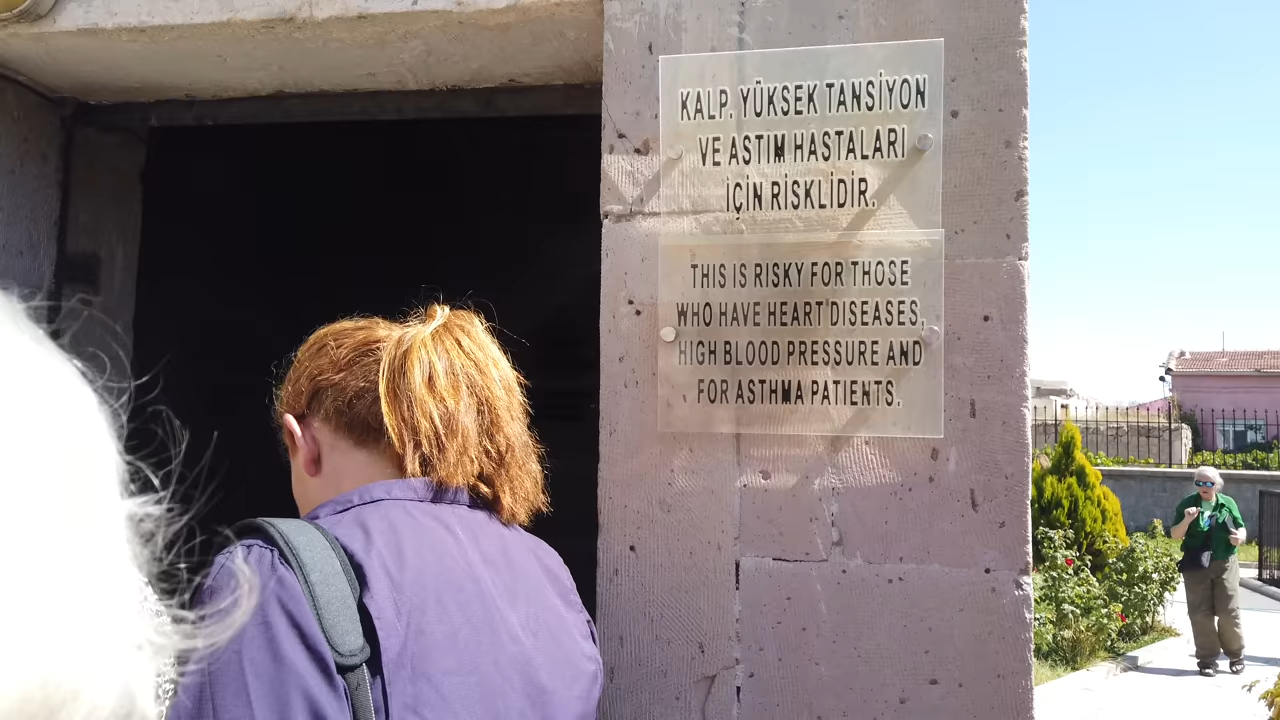 KALP. YÜKSEK TANSİYON
VE ASTIM HASTALARI
İÇİN RİSKLİDİR.
THIS IS RISKY FOR THOSE
WHO HAVE HEART DISEASES,
HIGH BLOOD PRESSURE AND
FOR ASTHMA PATIENTS.